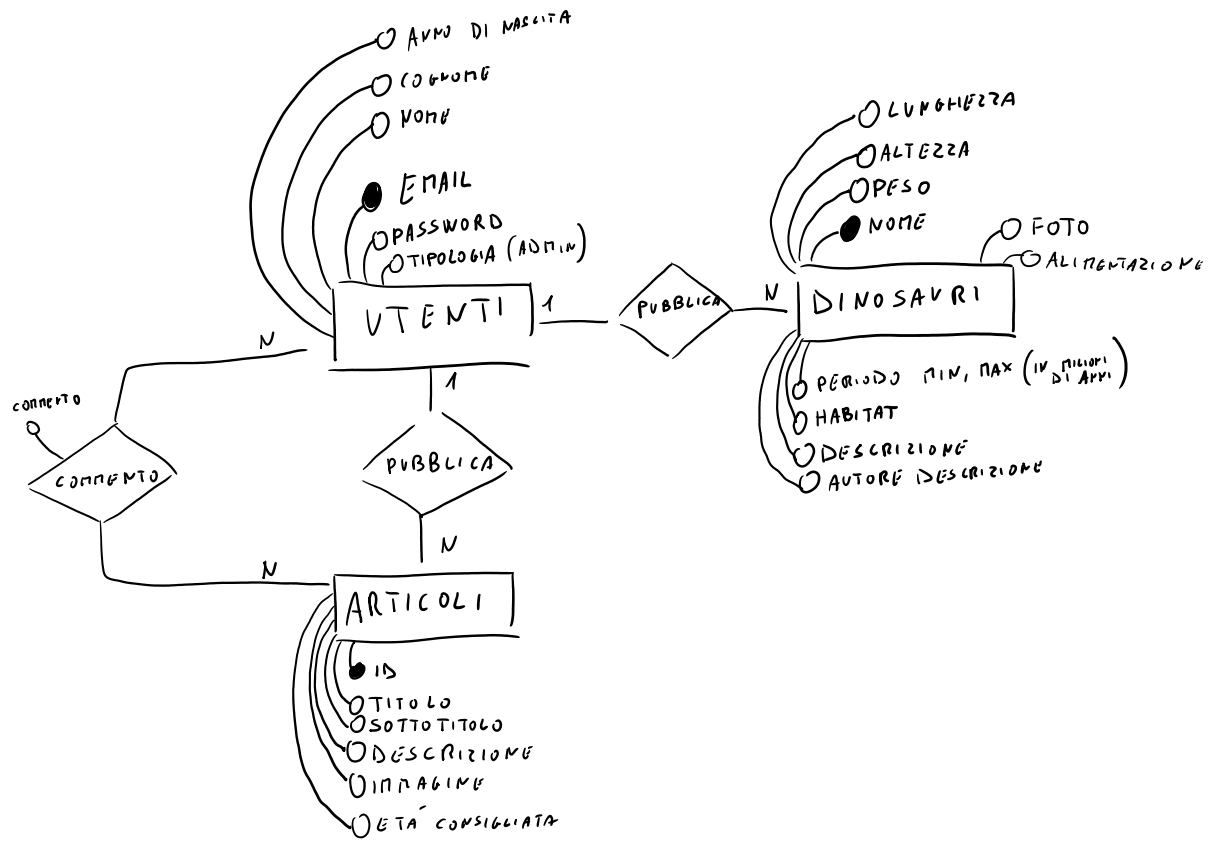 ANNO DI NASCITA
COGNOME
NOME
EMAIL
PASSWORD
TIPOLOGIA (ADMIN)
UTENTI
1
PUBBLICA
N
LUNGHEZZA
ALTEZZA
PESO
NOME
FOTO
ALIMENTAZIONE
DINOSAURI
PERIODO MIN, MAX (IN MILIONI
DI ANNI)
HABITAT
DESCRIZIONE
AUTORE DESCRIZIONE
N
COMMENTO
COMMENTO
N
1
PUBBLICA
N
ARTICOLI
ID
TITOLO
SOTTOTITOLO
DESCRIZIONE
IMMAGINE
ETÀ CONSIGLIATA